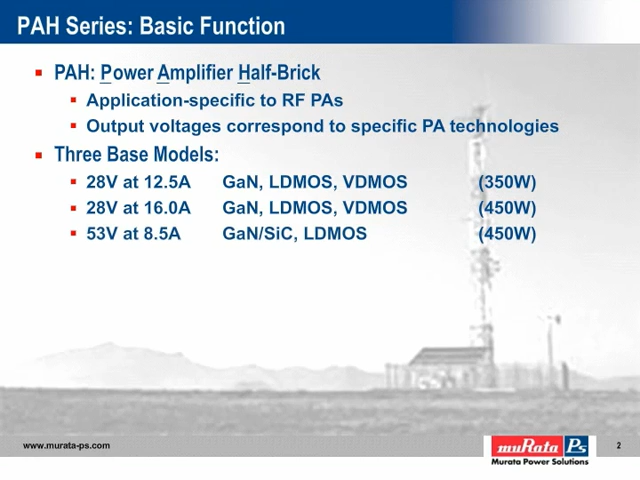 PAH Series: Basic Function
PAH: Power Amplifier Half-Brick
Application-specific to RF PAs
Output voltages correspond to specific PA technologies
Three Base Models:
28V at 12.5A GaN, LDMOS, VDMOS (350W)
28V at 16.0A GaN, LDMOS, VDMOS (450W)
53V at 8.5A GaN/SiC, LDMOS (450W)
www.murata-ps.com
muRata Ps
Murata Power Solutions
2